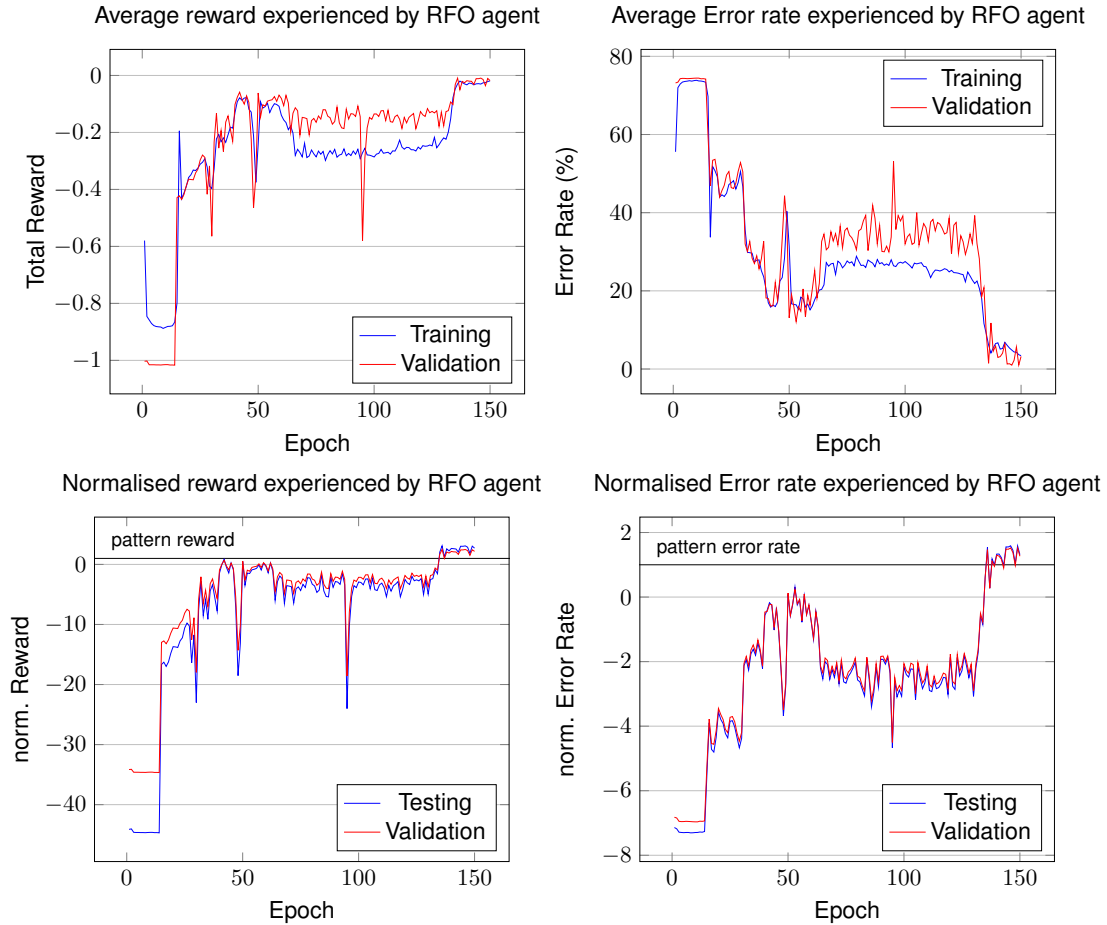 Average reward experienced by RFO agent
Total Reward
0
−0.2
−0.4
−0.6
−0.8
−1
0
50
100
150
Epoch
Training
Validation
Average Error rate experienced by RFO agent
Error Rate (%)
80
60
40
20
0
0
50
100
150
Epoch
Training
Validation
Normalised reward experienced by RFO agent
norm. Reward
pattern reward
0
−10
−20
−30
−40
0
50
100
150
Epoch
Testing
Validation
Normalised Error rate experienced by RFO agent
norm. Error Rate
2
pattern error rate
0
−2
−4
−6
−8
0
50
100
150
Epoch
Testing
Validation